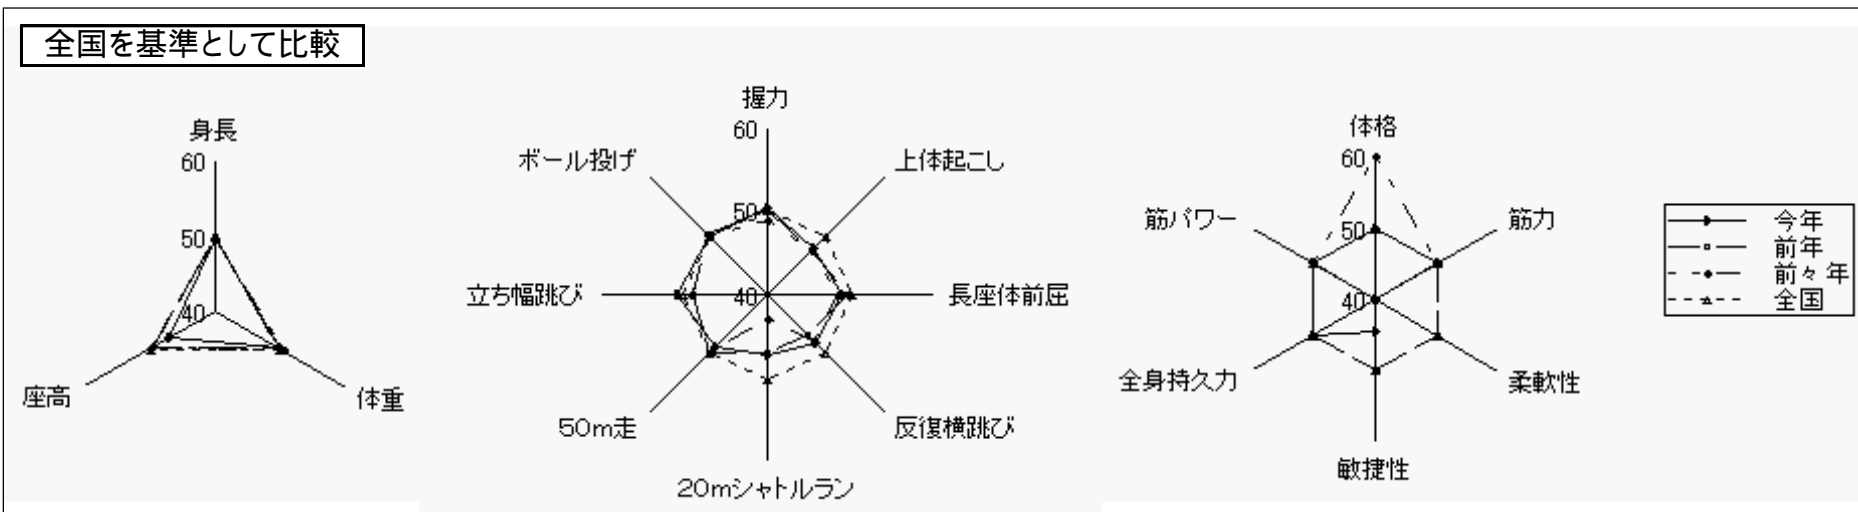 全国を基準として比較
身長
60
50
40
座高
体重
握力
60
ボール投げ
上体起こし
50
立ち幅跳び
40
長座体前屈
50m走
反復横跳び
20mシャトルラン
体格
60
筋パワー
筋力
50
40
全身持久力
柔軟性
敏捷性
今年
前年
前々年
全国